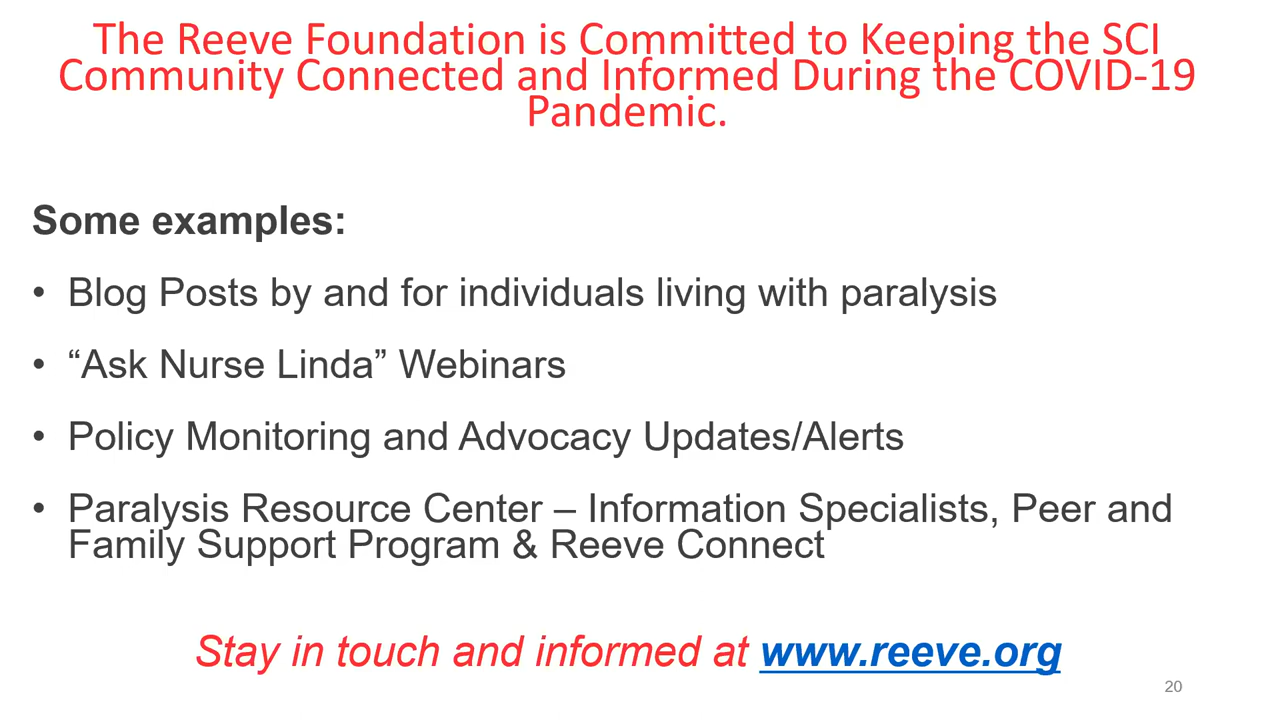 The Reeve Foundation is Committed to Keeping the SCI
Community Connected and Informed During the COVID-19
Pandemic.
Some examples:
• Blog Posts by and for individuals living with paralysis
• “Ask Nurse Linda” Webinars
• Policy Monitoring and Advocacy Updates/Alerts
• Paralysis Resource Center – Information Specialists, Peer and
Family Support Program & Reeve Connect
Stay in touch and informed at www.reeve.org
20